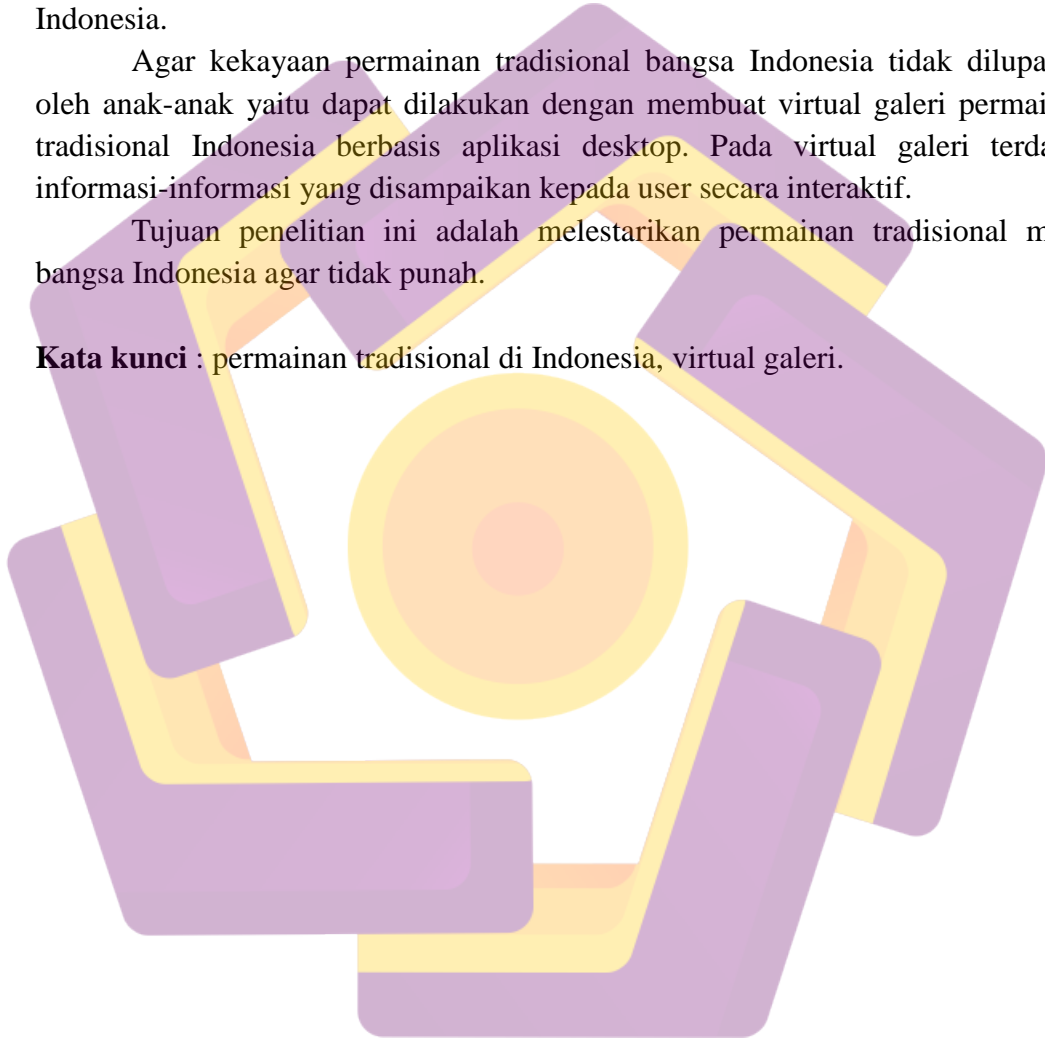 Indonesia.
Agar kekayaan permainan tradisional bangsa Indonesia tidak dilupa
oleh anak-anak yaitu dapat dilakukan dengan membuat virtual galeri permai
tradisional Indonesia berbasis aplikasi desktop. Pada virtual galeri terda
informasi-informasi yang disampaikan kepada user secara interaktif.
Tujuan penelitian ini adalah melestarikan permainan tradisional m
bangsa Indonesia agar tidak punah.
Kata kunci : permainan tradisional di Indonesia, virtual galeri.